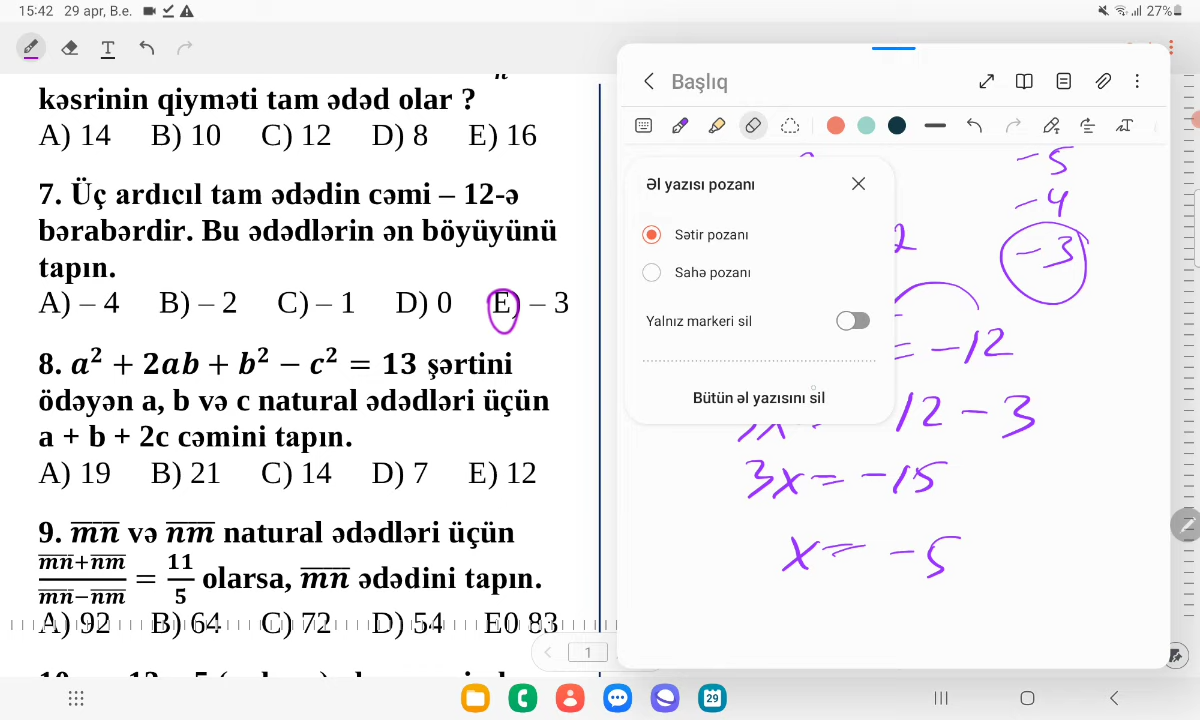 15:42 29 apr, B.e. 27%
T
kəsrinin qiyməti tam ədəd olar ?
A) 14 B) 10 C) 12 D) 8 E) 16
7. Üç ardıcıl tam ədədin cəmi – 12-ə
bərabərdir. Bu ədədlərin ən böyüyünü
tapın.
A) – 4 B) – 2 C) – 1 D) 0 E) – 3
8. a² + 2ab + b² − c² = 13 şərtini
ödəyən a, b və c natural ədədləri üçün
a + b + 2c cəmini tapın.
A) 19 B) 21 C) 14 D) 7 E) 12
9. m̅n̅ və n̅m̅ natural ədədləri üçün
(m̅n̅+n̅m̅)/(m̅n̅−n̅m̅) = 11/5 olarsa, m̅n̅ ədədini tapın.
A) 92 B) 64 C) 72 D) 54 E0 83
1
Başlıq
Əl yazısı pozanı
Sətir pozanı
Sahə pozanı
Yalnız markeri sil
Bütün əl yazısını sil
−5
−4
−3
2
= −12
12 − 3
3x = −15
x = −5
29